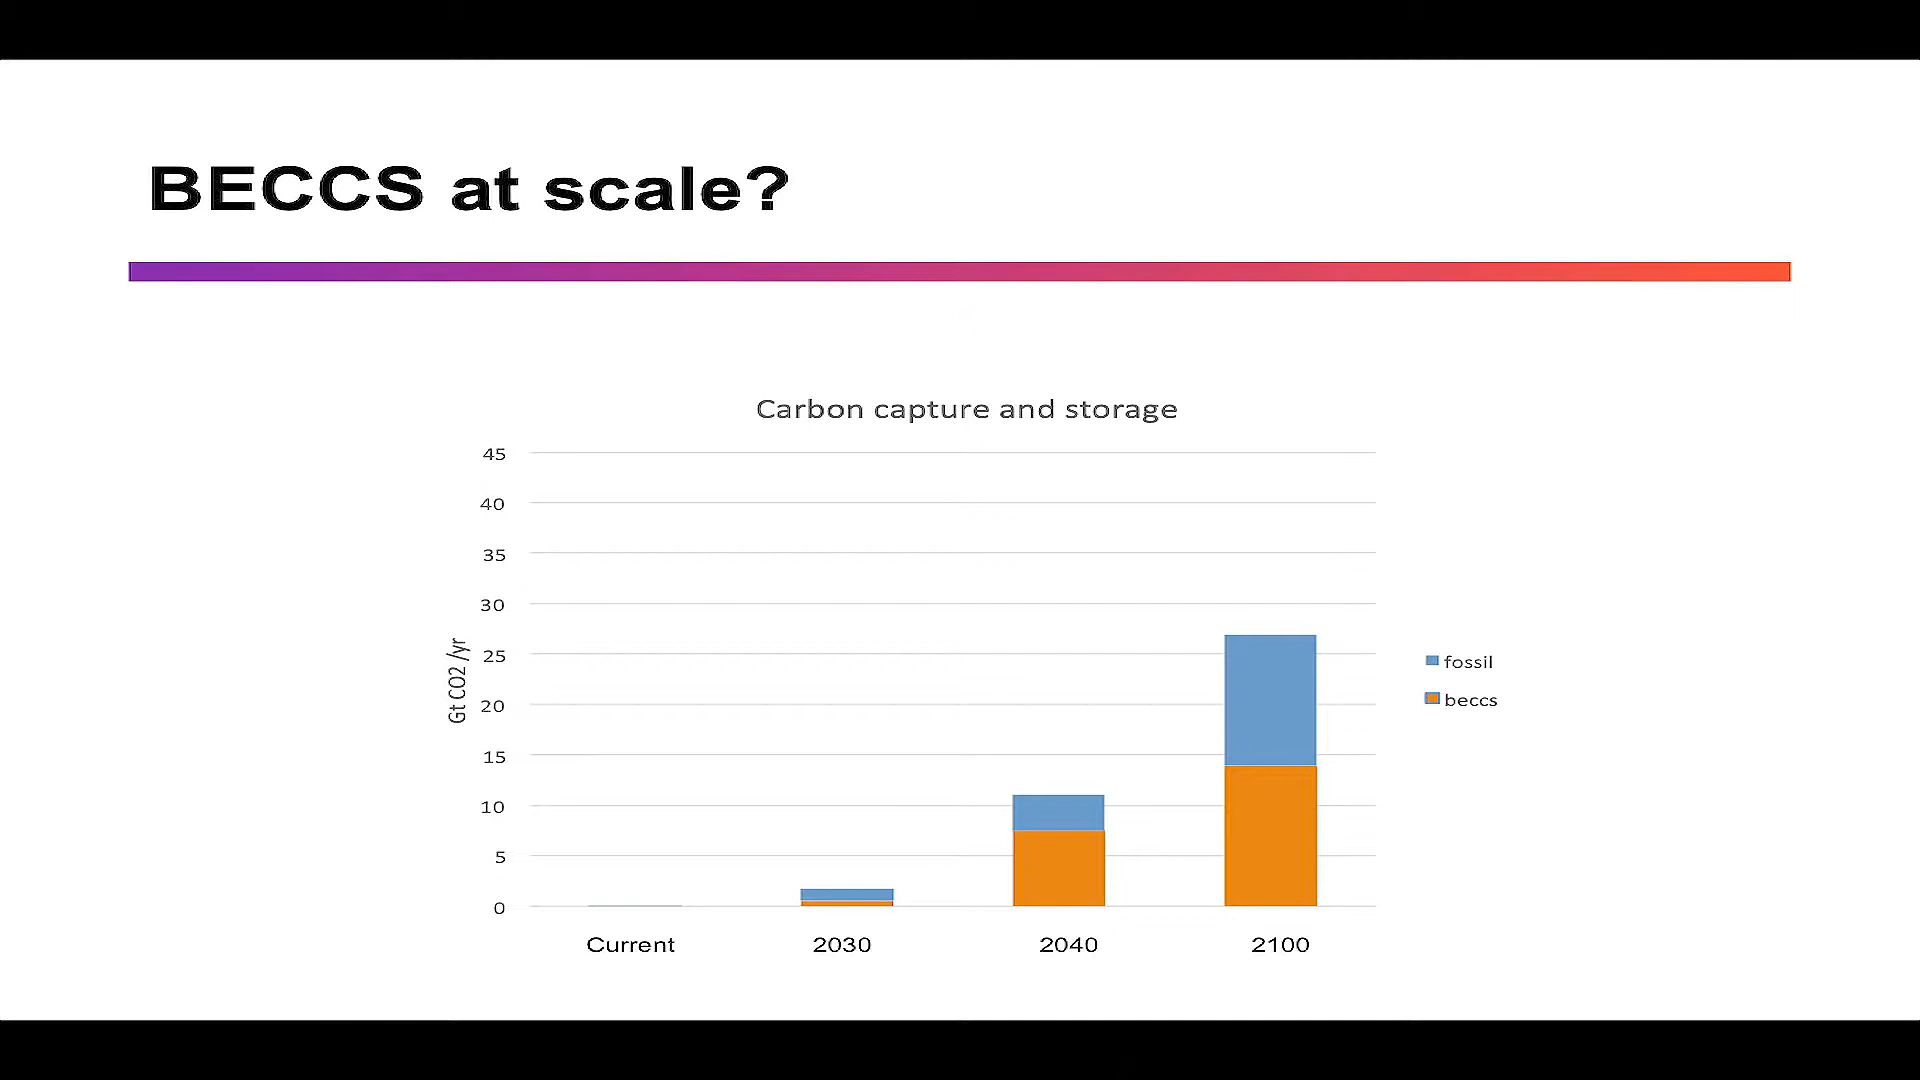 BECCS at scale?
Carbon capture and storage
45
40
35
30
25
20
15
10
5
0
Gt CO2 /yr
Current 2030 2040 2100
fossil
beccs